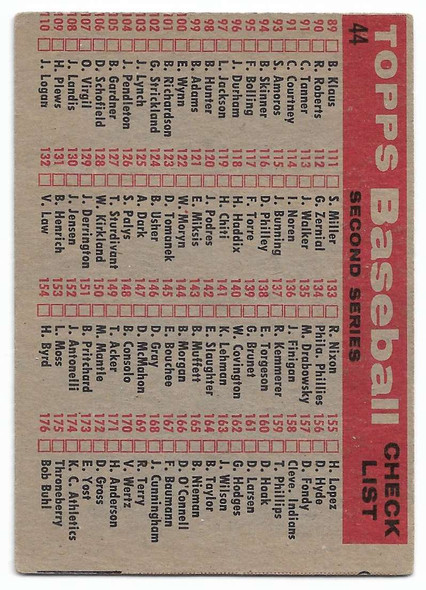 TOPPS Baseball CHECK LIST
44 SECOND SERIES
89 B. Klaus
90 R. Roberts
91 C. Tanner
92 C. Courtney
93 S. Amoros
94 B. Skinner
95 F. Bolling
96 J. Durham
97 L. Jackson
98 B. Hunter
99 B. Adams
100 E. Wynn
101 B. Richardson
102 G. Strickland
103 J. Lynch
104 J. Pendleton
105 B. Gardner
106 D. Schofield
107 O. Virgil
108 J. Landis
109 H. Plews
110 J. Logan
111 S. Miller
112 G. Zernial
113 J. Walker
114 I. Noren
115 J. Bunning
116 D. Philley
117 F. Torre
118 H. Haddix
119 H. Chiti
120 J. Podres
121 E. Miksis
122 W. Moryn
123 D. Tomanek
124 B. Usher
125 A. Dark
126 S. Palys
127 T. Sturdivant
128 W. Kirkland
129 J. Derrington
130 J. Jensen
131 B. Henrich
132 V. Law
133 R. Nixon
134 Phila. Phillies
135 M. Drabowsky
136 J. Finigan
137 R. Kemmerer
138 E. Torgeson
139 G. Brunet
140 W. Covington
141 K. Lehman
142 E. Slaughter
143 B. Muffett
144 B. Morgan
145 E. Bouchee
146 D. Gray
147 D. McMahon
148 B. Consolo
149 T. Acker
150 M. Mantle
151 B. Pritchard
152 J. Antonelli
153 L. Moss
154 H. Byrd
155 H. Lopez
156 D. Hyde
157 D. Fondy
158 Cleve. Indians
159 T. Phillips
160 D. Hoak
161 D. Larsen
162 G. Hodges
163 J. Wilson
164 B. Taylor
165 B. Nieman
166 D. O'Connell
167 F. Baumann
168 J. Cunningham
169 R. Terry
170 V. Wertz
171 H. Anderson
172 D. Gross
173 E. Yost
174 K. C. Athletics
175 Throneberry
176 Bob Buhl